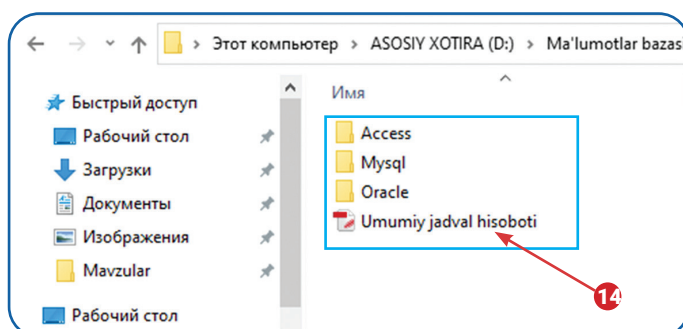 Этот компьютер > ASOSIY XOTIRA (D:) > Ma'lumotlar bazas
Быстрый доступ
Рабочий стол
Загрузки
Документы
Изображения
Mavzular
Рабочий стол
Имя
Access
Mysql
Oracle
Umumiy jadval hisoboti
14